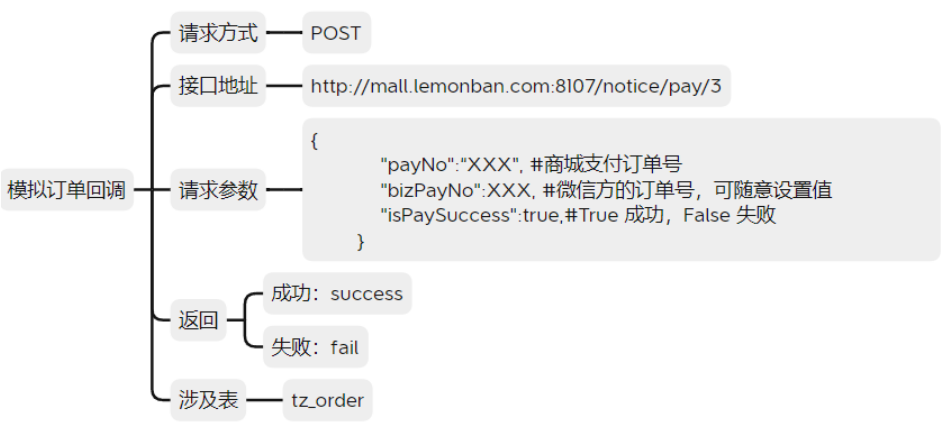 模拟订单回调
请求方式
POST
接口地址
http://mall.lemonban.com:8107/notice/pay/3
请求参数
{
"payNo":"XXX", #商城支付订单号
"bizPayNo":XXX, #微信方的订单号，可随意设置值
"isPaySuccess":true,#True 成功，False 失败
}
返回
成功：success
失败：fail
涉及表
tz_order